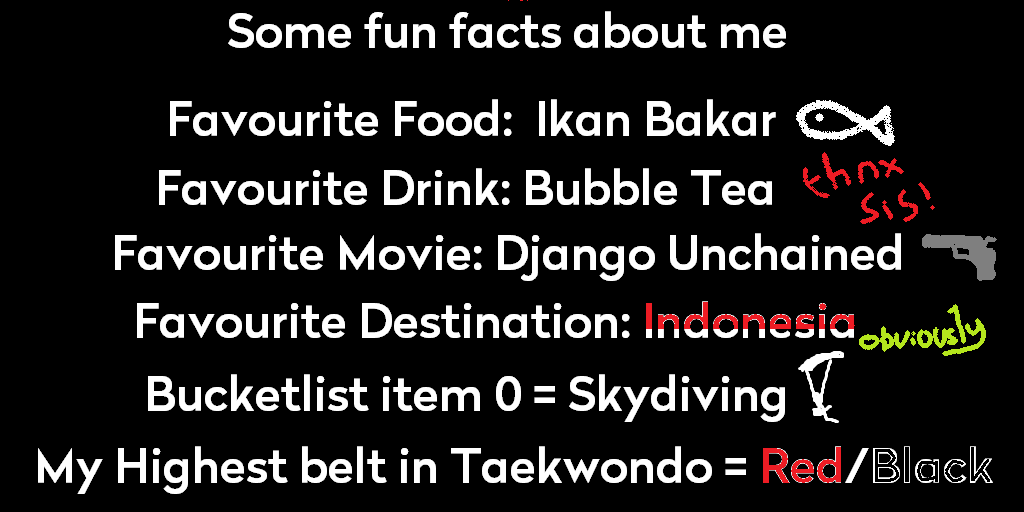 Some fun facts about me
Favourite Food: Ikan Bakar
Favourite Drink: Bubble Tea thnx sis!
Favourite Movie: Django Unchained
Favourite Destination: Indonesia obviously
Bucketlist item 0 = Skydiving
My Highest belt in Taekwondo = Red/Black